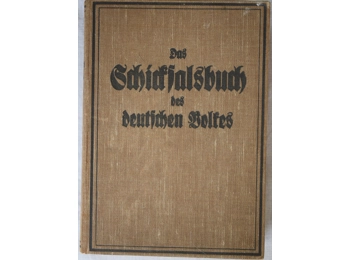 Das
Schicksalsbuch
des
deutschen Volkes